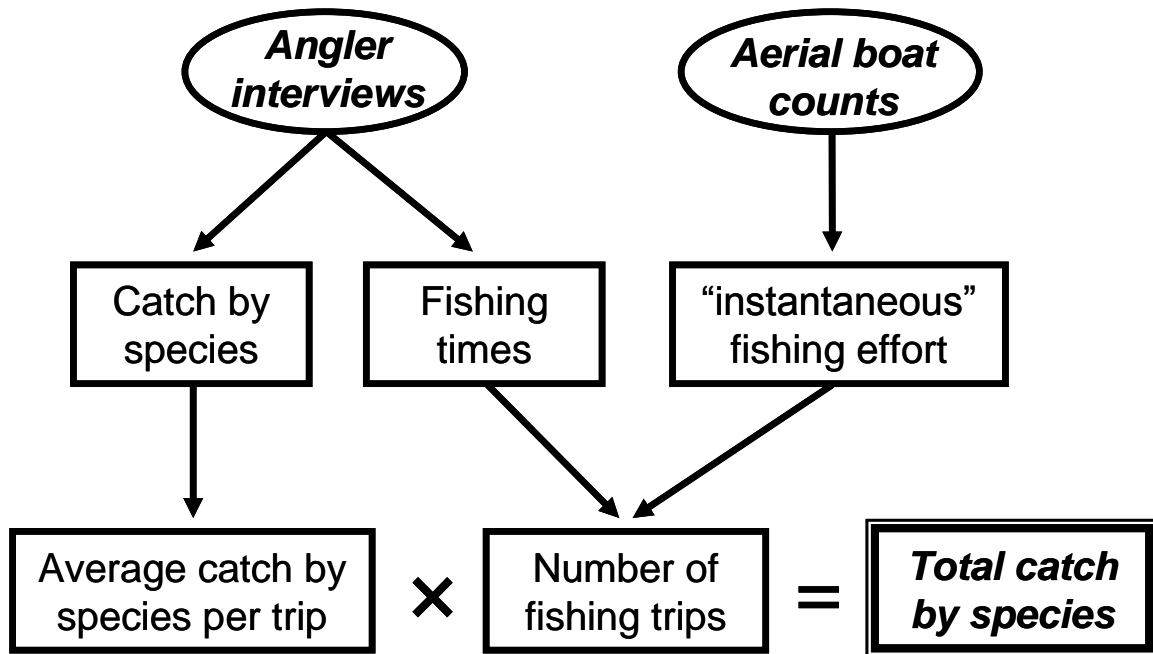 Angler
interviews
Aerial boat
counts
Catch by
species
Fishing
times
“instantaneous”
fishing effort
Average catch by
species per trip
×
Number of
fishing trips
=
Total catch
by species